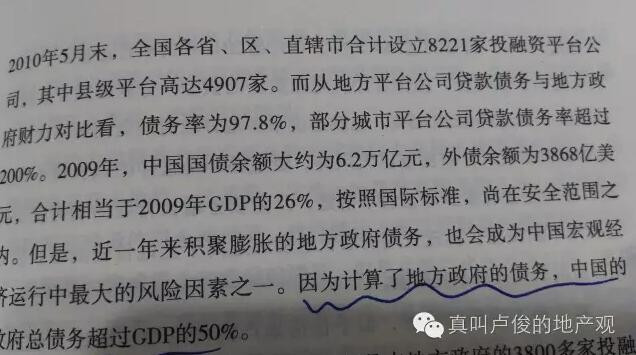 2010年5月末，全国各省、区、直辖市合计设立8221家投融资平台公
司，其中县级平台高达4907家。而从地方平台公司贷款债务与地方政
府财力对比看，债务率为97.8%，部分城市平台公司贷款债务率超过
200%。2009年，中国国债余额大约为6.2万亿元，外债余额为3868亿美
元，合计相当于2009年GDP的26%，按照国际标准，尚在安全范围之
内。但是，近一年来积聚膨胀的地方政府债务，也会成为中国宏观经
济运行中最大的风险因素之一。因为计算了地方政府的债务，中国的
政府总债务超过GDP的50%。
的3800多家投融
真叫卢俊的地产观